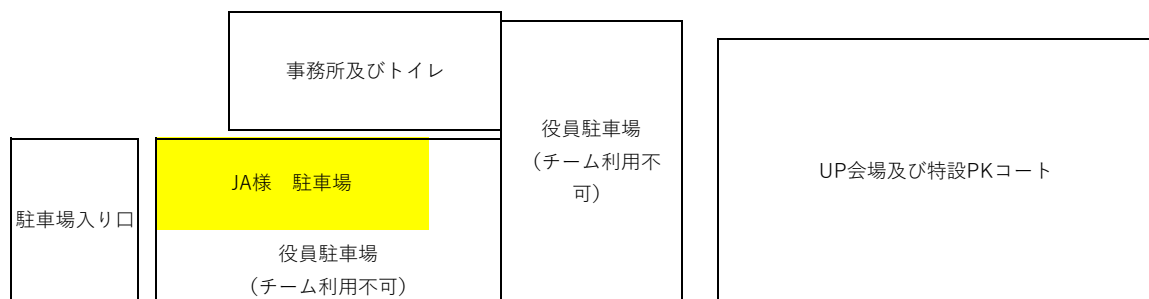 事務所及びトイレ
役員駐車場
（チーム利用不
可）
UP会場及び特設PKコート
JA様　駐車場
駐車場入り口
役員駐車場
（チーム利用不可）